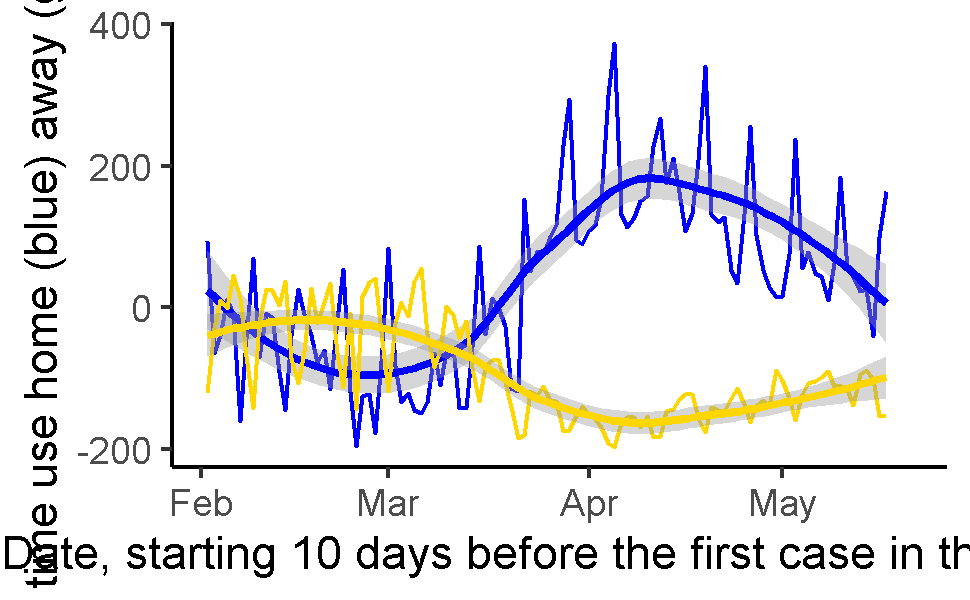 time use home (blue) away (
400
200
0
-200
Feb Mar Apr May
Date, starting 10 days before the first case in th